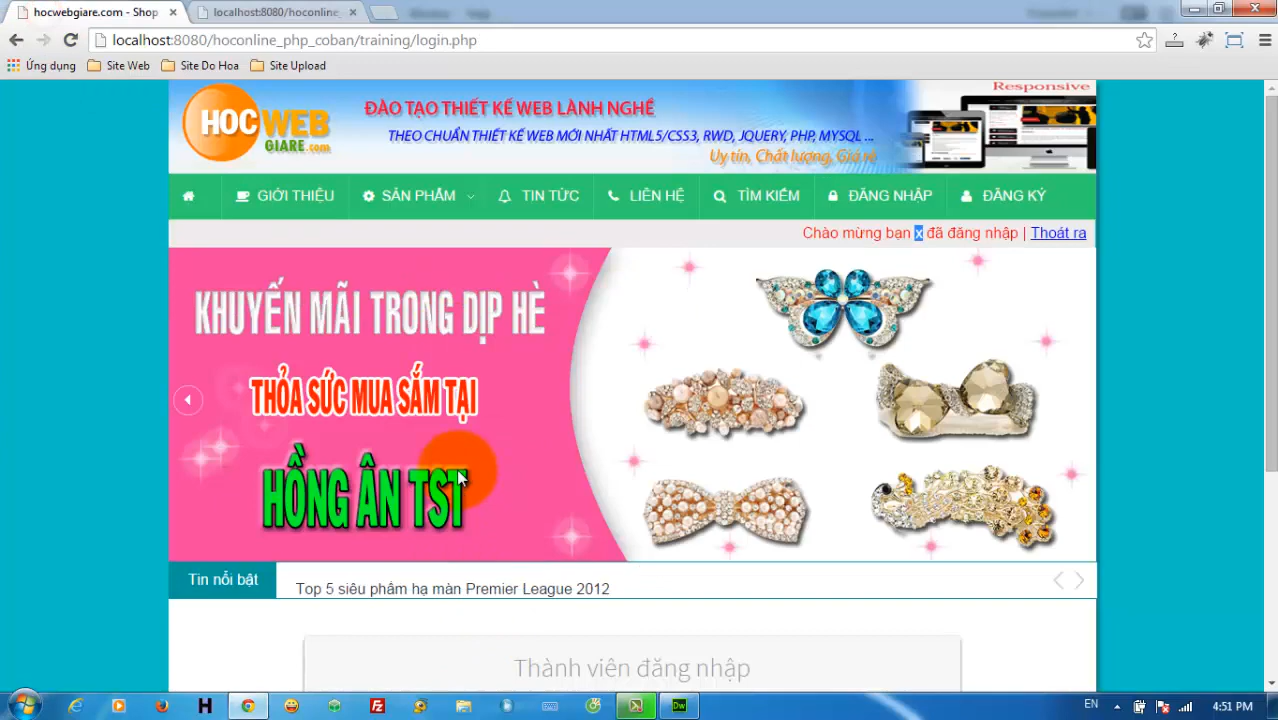 hocwebgiare.com - Shop
localhost:8080/hoconline_
localhost:8080/hoconline_php_coban/training/login.php
Ứng dụng Site Web Site Do Hoa Site Upload
Responsive
HOCWEB
GIARE.com
ĐÀO TẠO THIẾT KẾ WEB LÀNH NGHỀ
THEO CHUẨN THIẾT KẾ WEB MỚI NHẤT HTML5/CSS3, RWD, JQUERY, PHP, MYSQL ...
Uy tín, Chất lượng, Giá rẻ
GIỚI THIỆU SẢN PHẨM TIN TỨC LIÊN HỆ TÌM KIẾM ĐĂNG NHẬP ĐĂNG KÝ
Chào mừng bạn x đã đăng nhập | Thoát ra
KHUYẾN MÃI TRONG DỊP HÈ
THỎA SỨC MUA SẮM TẠI
HỒNG ÂN TST
Tin nổi bật
Top 5 siêu phẩm hạ màn Premier League 2012
Thành viên đăng nhập
EN 4:51 PM